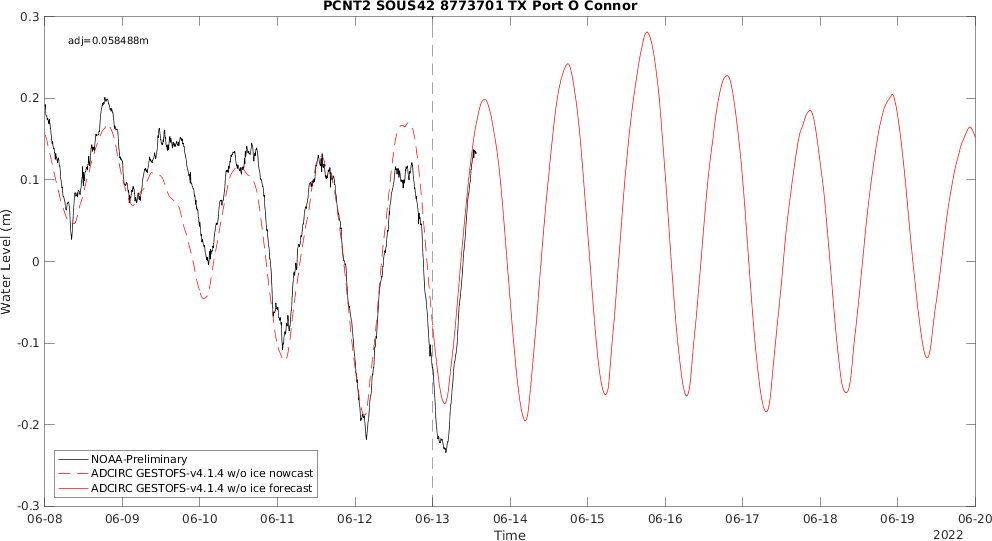 PCNT2 SOUS42 8773701 TX Port O Connor
adj=0.058488m
0.3
0.2
0.1
0
-0.1
-0.2
-0.3
Water Level (m)
NOAA-Preliminary
ADCIRC GESTOFS-v4.1.4 w/o ice nowcast
ADCIRC GESTOFS-v4.1.4 w/o ice forecast
06-08 06-09 06-10 06-11 06-12 06-13 06-14 06-15 06-16 06-17 06-18 06-19 06-20
Time
2022